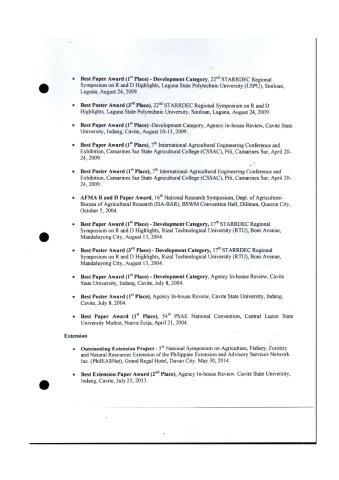 • Best Paper Award (1st Place) - Development Category, 22nd STARRDEC Regional
Symposium on R and D Highlights, Laguna State Polytechnic University (LSPU), Siniloan,
Laguna, August 24, 2009.
• Best Poster Award (3rd Place), 22nd STARRDEC Regional Symposium on R and D
Highlights, Laguna State Polytechnic University, Siniloan, Laguna, August 24, 2009.
• Best Paper Award (1st Place) -Development Category, Agency In-house Review, Cavite State
University, Indang, Cavite, August 10-13, 2009.
• Best Paper Award (1st Place), 7th International Agricultural Engineering Conference and
Exhibition, Camarines Sur State Agricultural College (CSSAC), Pili, Camarines Sur, April 20-
24, 2009.
• Best Poster Award (1st Place), 7th International Agricultural Engineering Conference and
Exhibition, Camarines Sur State Agricultural College (CSSAC), Pili, Camarines Sur, April 20-
24, 2009.
• AFMA R and D Paper Award, 16th National Research Symposium, Dept. of Agriculture-
Bureau of Agricultural Research (DA-BAR), BSWM Convention Hall, Diliman, Quezon City,
October 5, 2004.
• Best Paper Award (1st Place) - Development Category, 17th STARRDEC Regional
Symposium on R and D Highlights, Rizal Technological University (RTU), Boni Avenue,
Mandaluyong City, August 13, 2004.
• Best Poster Award (3rd Place) - Development Category, 17th STARRDEC Regional
Symposium on R and D Highlights, Rizal Technological University (RTU), Boni Avenue,
Mandaluyong City, August 13, 2004.
• Best Paper Award (1st Place) - Development Category, Agency In-house Review, Cavite
State University, Indang, Cavite, July 8, 2004.
• Best Poster Award (1st Place), Agency In-house Review, Cavite State University, Indang,
Cavite, July 8, 2004.
• Best Paper Award (1st Place), 54th PSAE National Convention, Central Luzon State
University Muñoz, Nueva Ecija, April 21, 2004.
Extension
• Outstanding Extension Project - 5th National Symposium on Agriculture, Fishery, Forestry
and Natural Resources Extension of the Philippine Extension and Advisory Services Network
Inc. (PhilEASNet), Grand Regal Hotel, Davao City. May 30, 2014.
• Best Extension Paper Award (2nd Place), Agency In-house Review. Cavite State University,
Indang, Cavite, July 25, 2013.